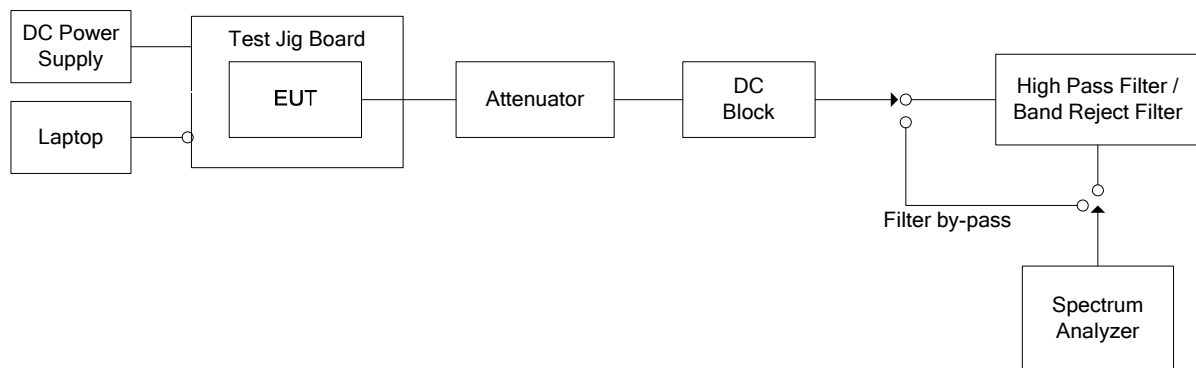 DC Power
Supply
Test Jig Board
EUT
Laptop
Attenuator
DC
Block
High Pass Filter /
Band Reject Filter
Filter by-pass
Spectrum
Analyzer